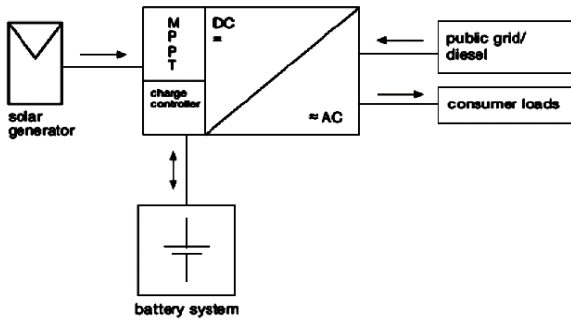 M
P
P
T
DC
=
charge
controller
≈ AC
solar
generator
public grid/
diesel
consumer loads
battery system